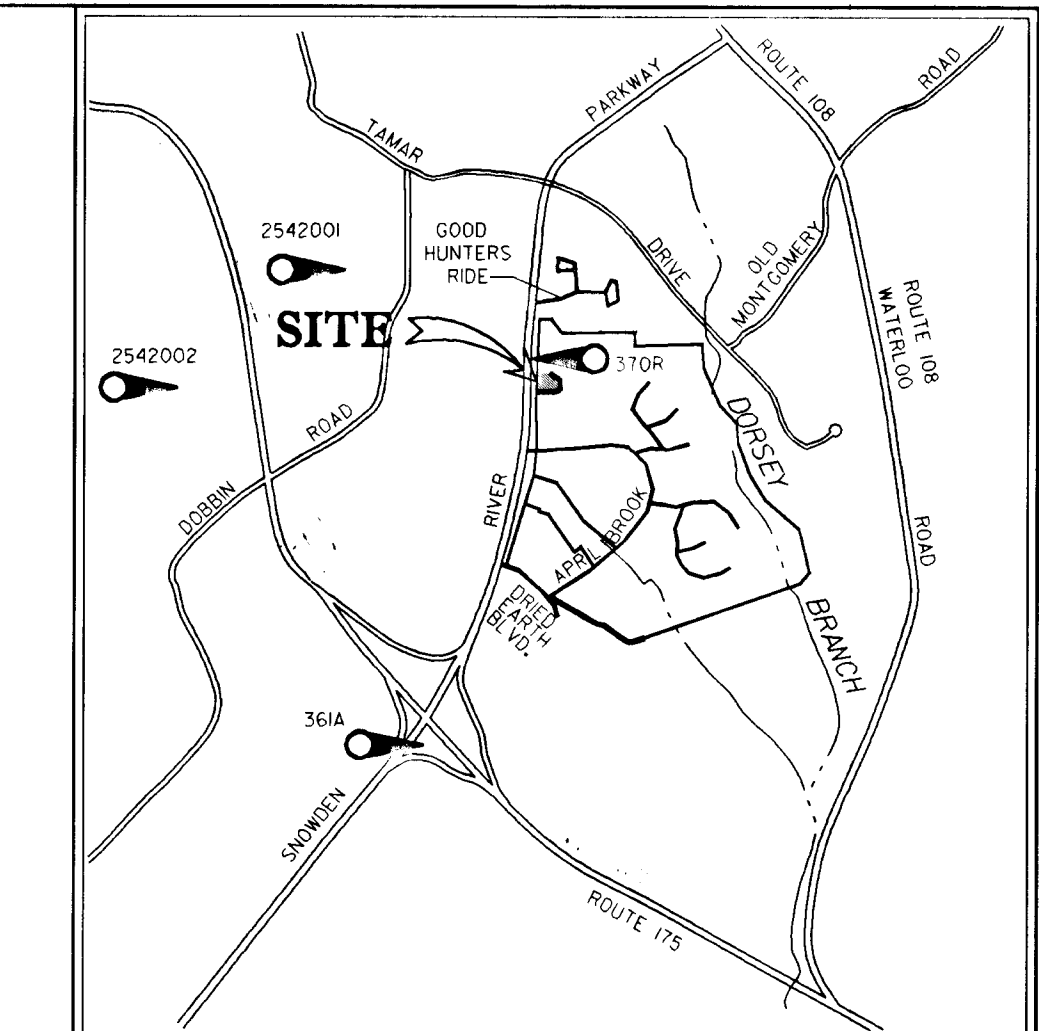 ROUTE 108
ROAD
PARKWAY
TAMAR
2542001
GOOD
HUNTERS
RIDE
DRIVE
OLD
MONTGOMERY
SITE
ROUTE 108
WATERLOO
2542002
370R
ROAD
DORSEY
DOBBIN
RIVER
APRIL BROOK
ROAD
DRIED
EARTH
BLVD.
BRANCH
361A
SNOWDEN
ROUTE 175